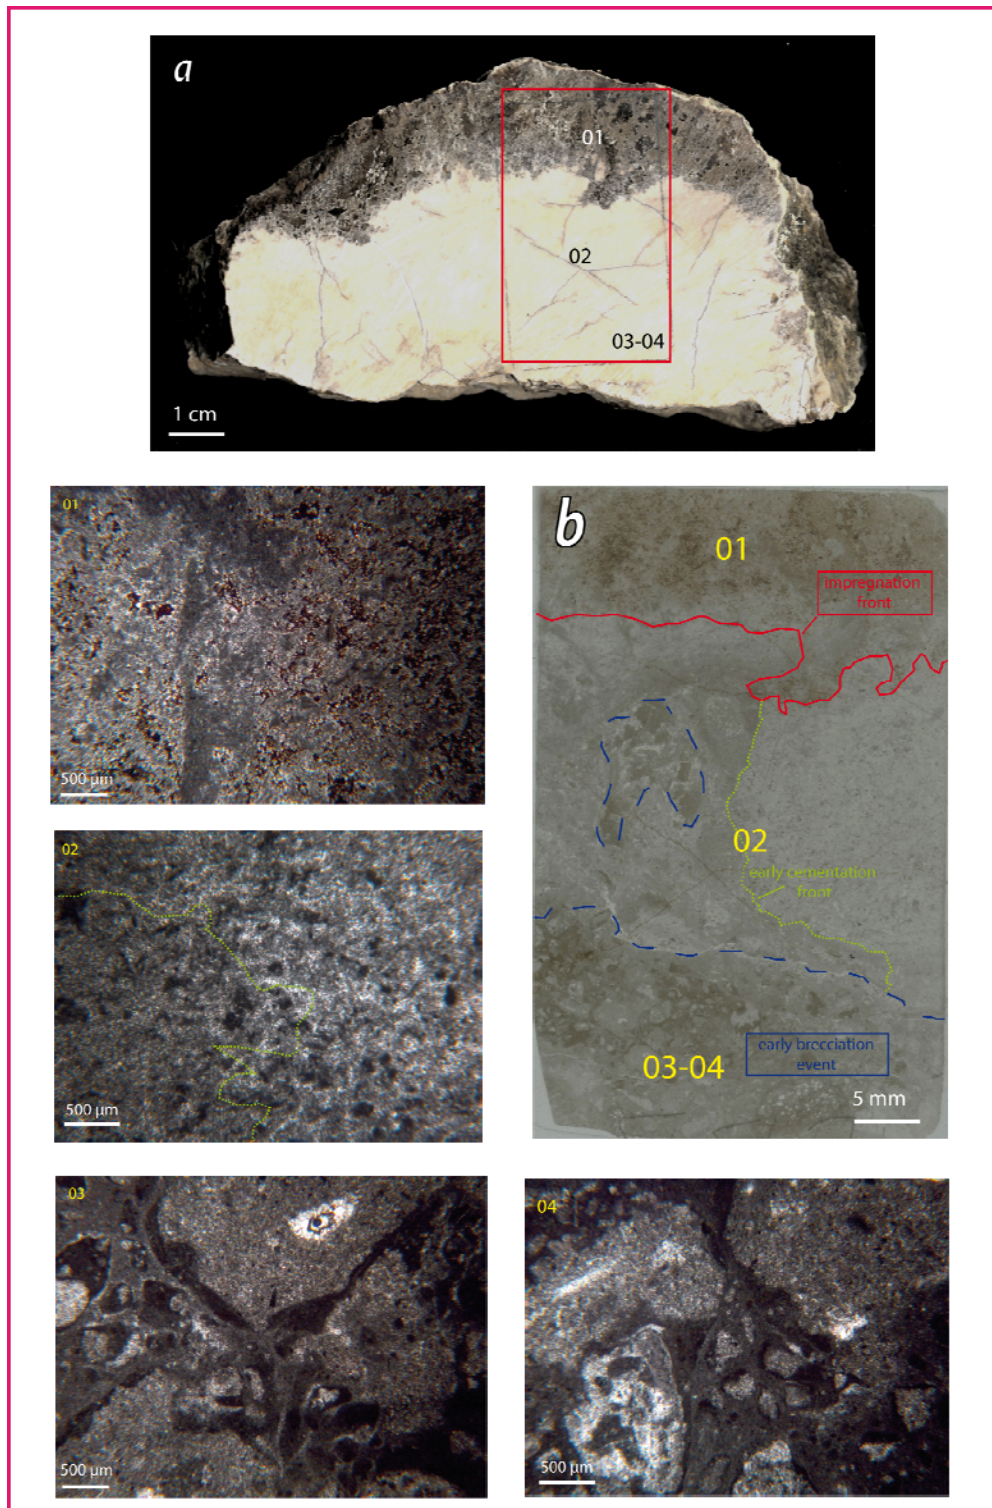 a
01
02
03-04
1 cm
01
500 µm
b
01
impregnation
front
02
early cementation
front
early brecciation
event
03-04
5 mm
02
500 µm
03
500 µm
04
500 µm